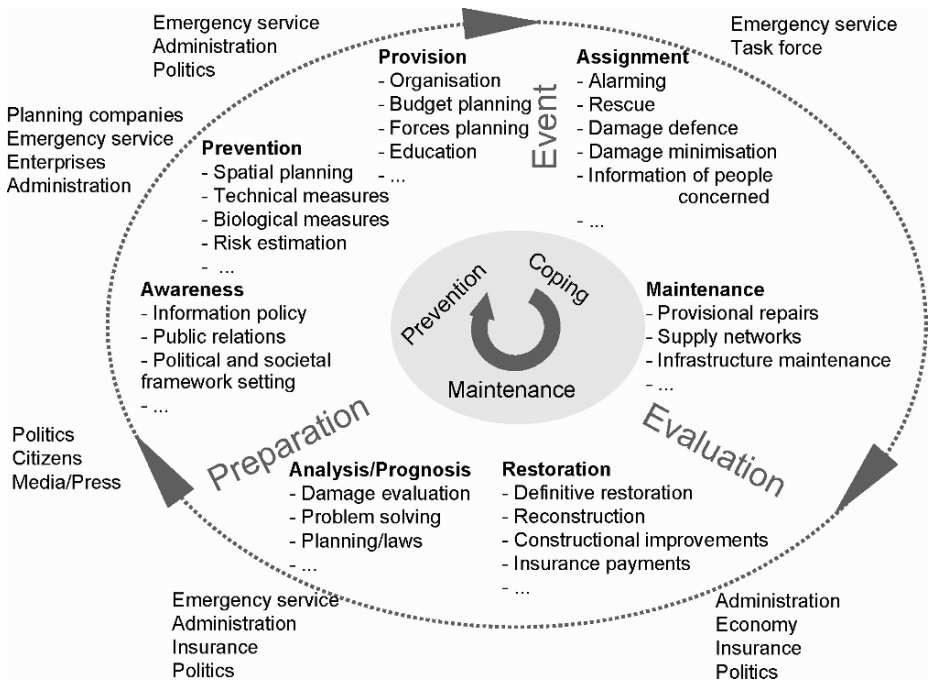 Emergency service
Administration
Politics
Emergency service
Task force
Provision
- Organisation
- Budget planning
- Forces planning
- Education
- ...
Event
Assignment
- Alarming
- Rescue
- Damage defence
- Damage minimisation
- Information of people
concerned
- ...
Planning companies
Emergency service
Enterprises
Administration
Prevention
- Spatial planning
- Technical measures
- Biological measures
- Risk estimation
- ...
Awareness
- Information policy
- Public relations
- Political and societal
framework setting
- ...
Prevention
Coping
Maintenance
Maintenance
- Provisional repairs
- Supply networks
- Infrastructure maintenance
- ...
Politics
Citizens
Media/Press
Preparation
Evaluation
Analysis/Prognosis
- Damage evaluation
- Problem solving
- Planning/laws
- ...
Restoration
- Definitive restoration
- Reconstruction
- Constructional improvements
- Insurance payments
- ...
Emergency service
Administration
Insurance
Politics
Administration
Economy
Insurance
Politics